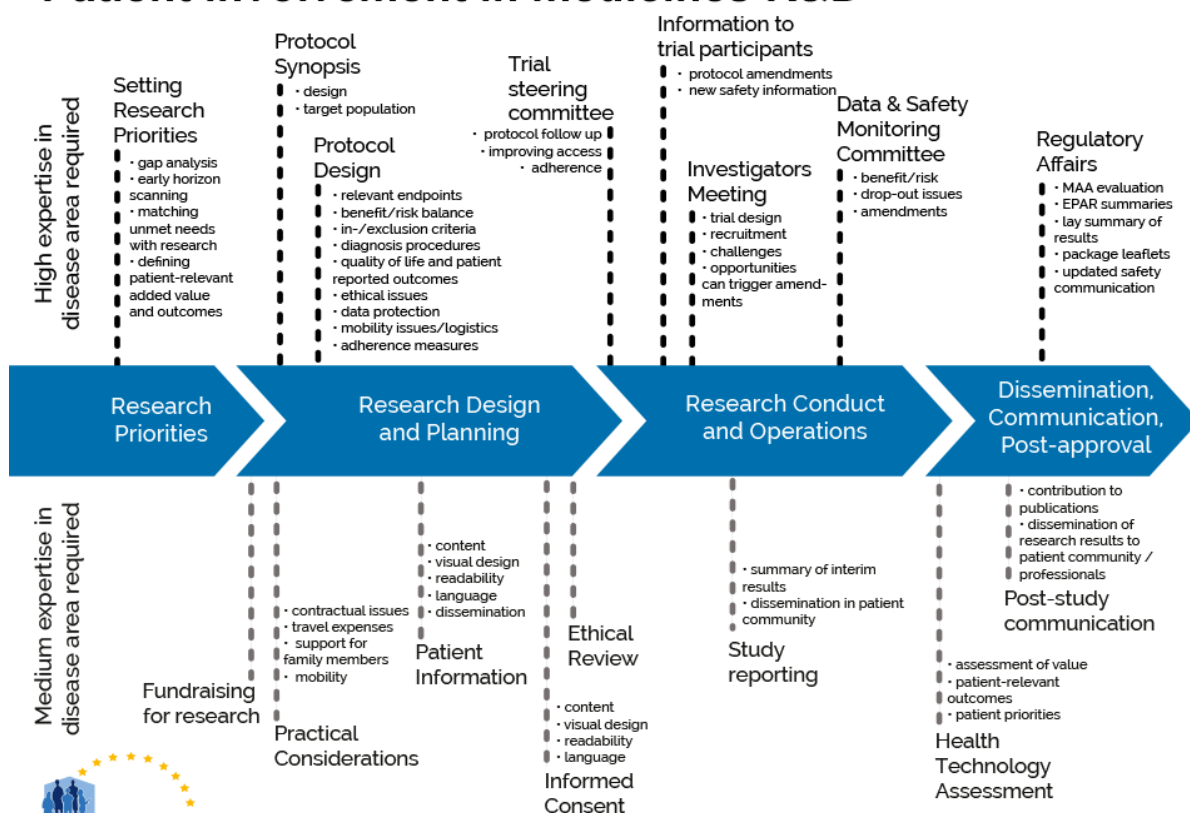 Patient involvement in medicines R&D
High expertise in
disease area required
Setting
Research
Priorities
· gap analysis
· early horizon
scanning
· matching
unmet needs
with research
· defining
patient-relevant
added value
and outcomes
Protocol
Synopsis
· design
· target population
Protocol
Design
· relevant endpoints
· benefit/risk balance
· in-/exclusion criteria
· diagnosis procedures
· quality of life and patient
reported outcomes
· ethical issues
· data protection
· mobility issues/logistics
· adherence measures
Trial
steering
committee
· protocol follow up
· improving access
· adherence
Information to
trial participants
· protocol amendments
· new safety information
Investigators
Meeting
· trial design
· recruitment
· challenges
· opportunities
can trigger amend-
ments
Data & Safety
Monitoring
Committee
· benefit/risk
· drop-out issues
· amendments
Regulatory
Affairs
· MAA evaluation
· EPAR summaries
· lay summary of
results
· package leaflets
· updated safety
communication
Research
Priorities
Research Design
and Planning
Research Conduct
and Operations
Dissemination,
Communication,
Post-approval
Medium expertise in
disease area required
Fundraising
for research
· contractual issues
· travel expenses
· support for
family members
· mobility
Practical
Considerations
· content
· visual design
· readability
· language
· dissemination
Patient
Information
· content
· visual design
· readability
· language
Informed
Consent
Ethical
Review
· summary of interim
results
· dissemination in patient
community
Study
reporting
· assessment of value
· patient-relevant
outcomes
· patient priorities
Health
Technology
Assessment
· contribution to
publications
· dissemination of
research results to
patient community /
professionals
Post-study
communication